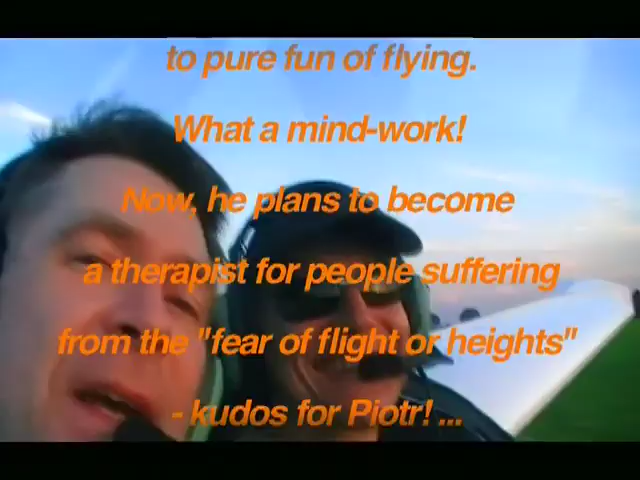 to pure fun of flying.
What a mind-work!
Now, he plans to become
a therapist for people suffering
from the "fear of flight or heights"
- kudos for Piotr! ...